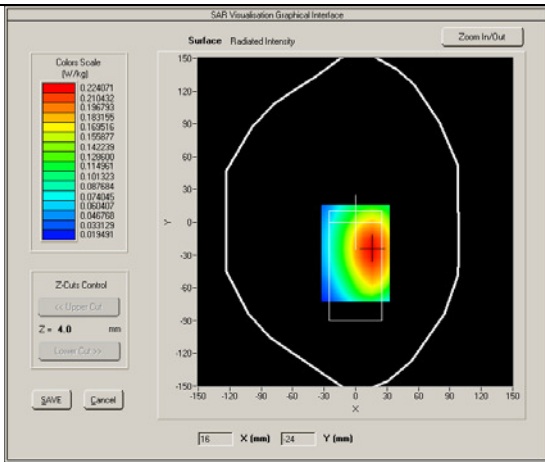 SAR Visualisation Graphical Interface
Surface Radiated Intensity
Zoom In/Out
Colors Scale
(W/kg)
0.224071
0.210432
0.196793
0.183155
0.169516
0.155877
0.142239
0.128600
0.114961
0.101323
0.087684
0.074045
0.060407
0.046768
0.033129
0.019491
150-
120-
90-
60-
30-
0-
-30-
-60-
-90-
-120-
-150-
Y
-150 -120 -90 -60 -30 0 30 60 90 120 150
X
Z-Cuts Control
<< Upper Cut
Z = 4.0 mm
Lower Cut >>
SAVE Cancel
16 X (mm) -24 Y (mm)